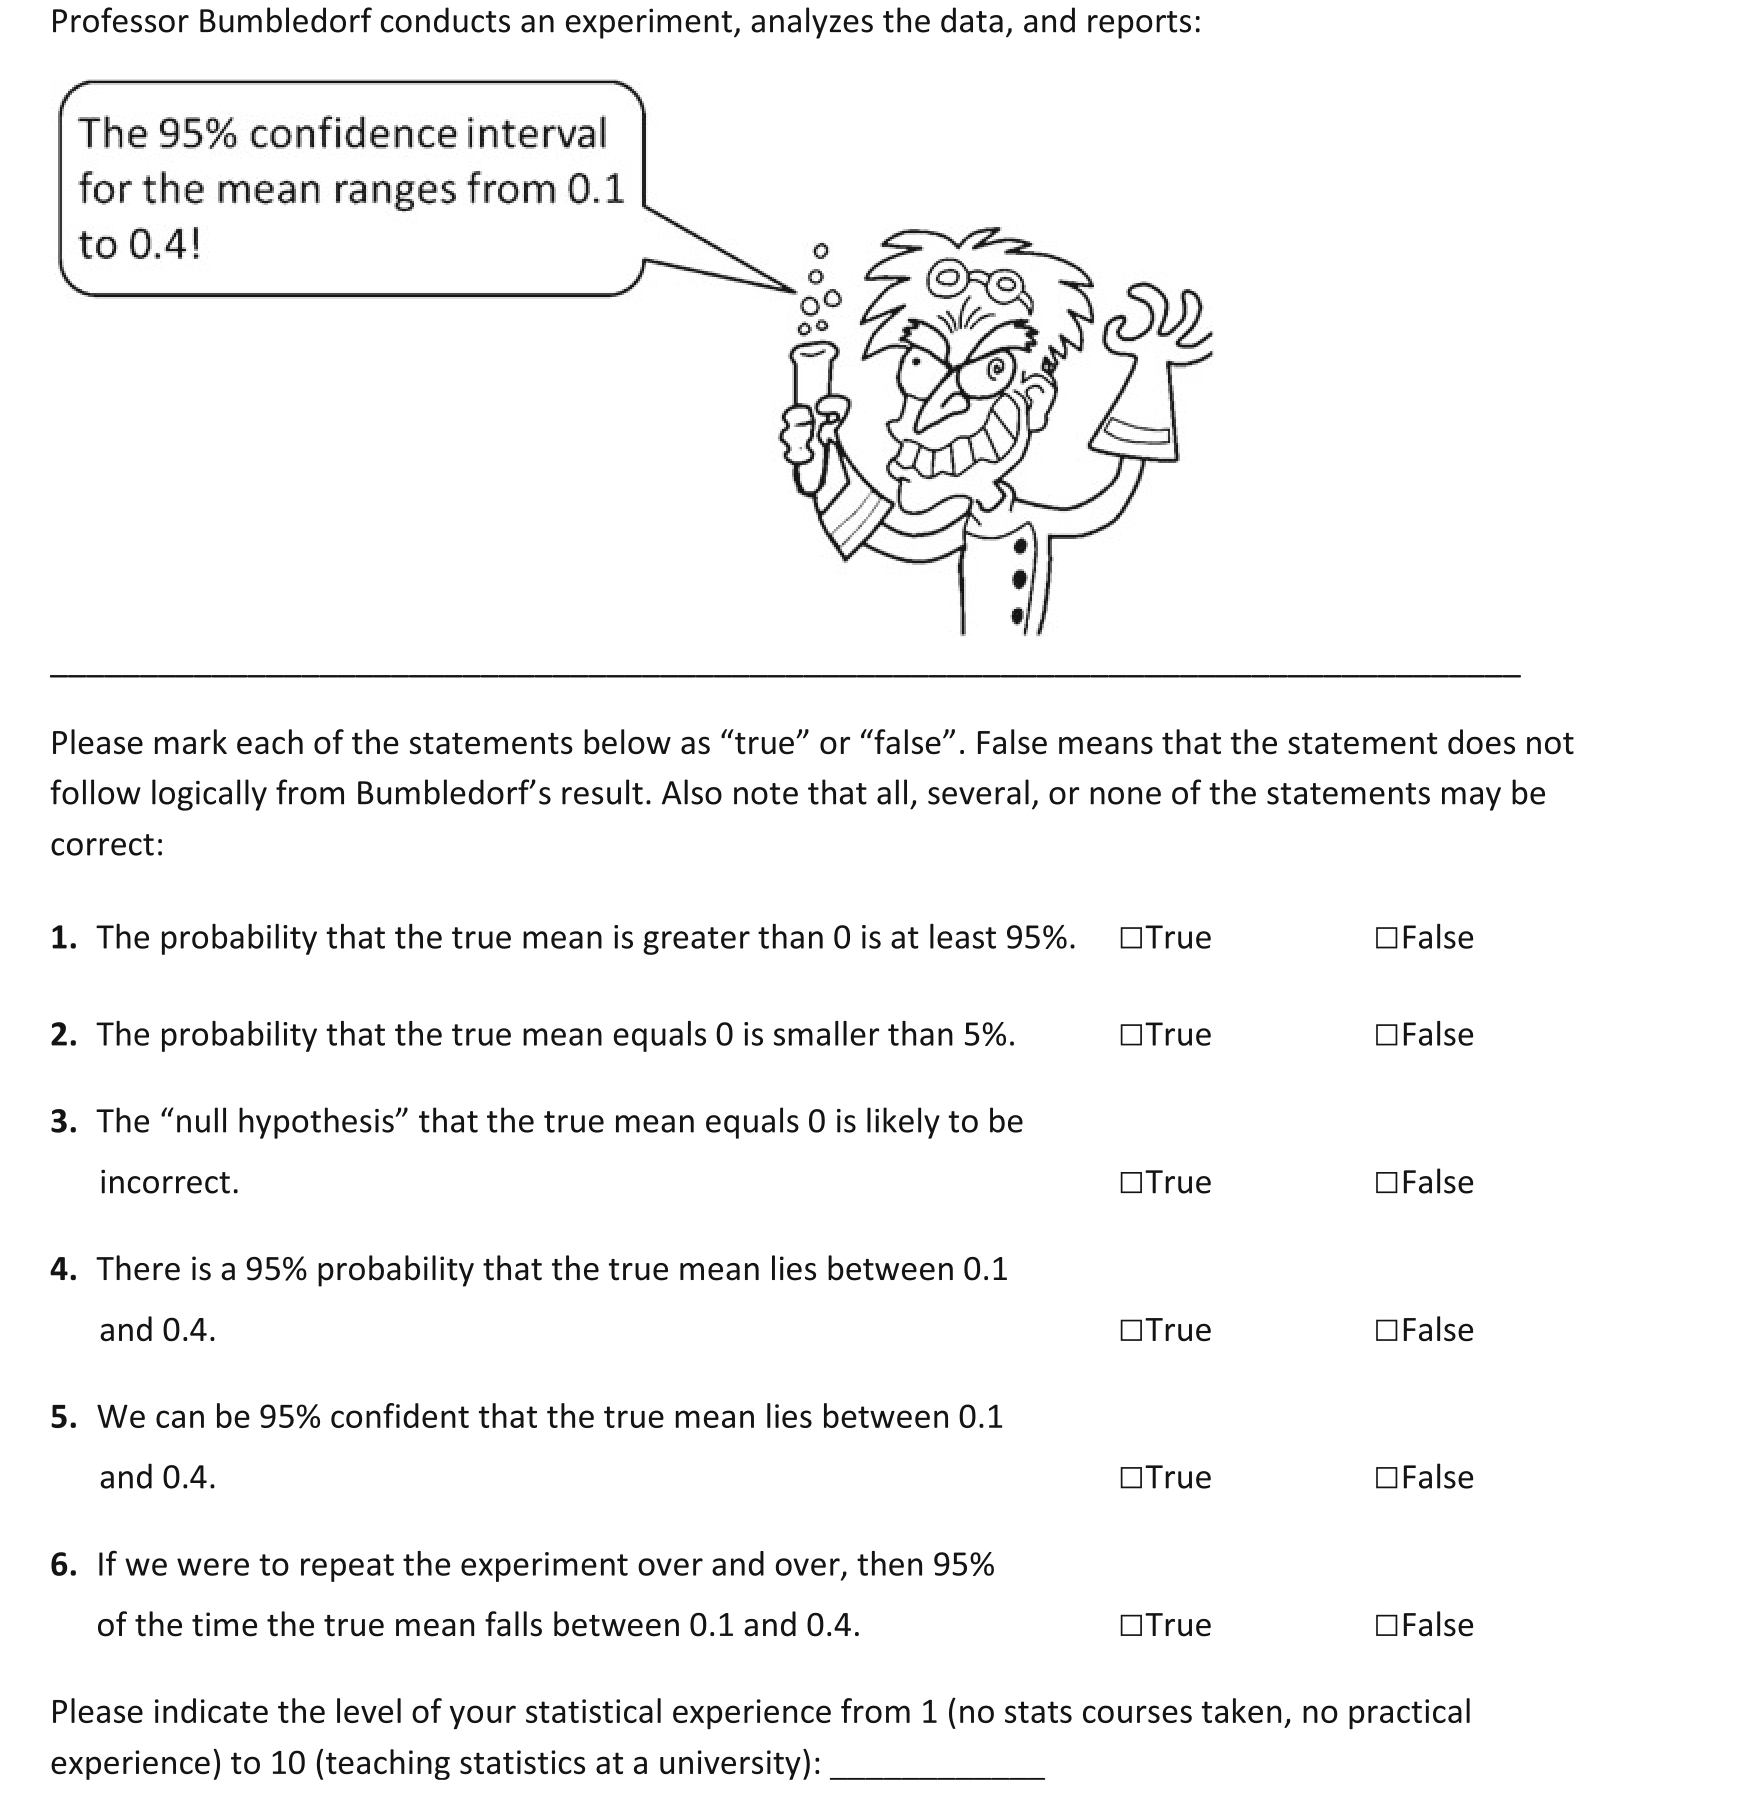 Professor Bumbledorf conducts an experiment, analyzes the data, and reports:
The 95% confidence interval
for the mean ranges from 0.1
to 0.4!
Please mark each of the statements below as “true” or “false”. False means that the statement does not
follow logically from Bumbledorf’s result. Also note that all, several, or none of the statements may be
correct:
1. The probability that the true mean is greater than 0 is at least 95%. □True □False
2. The probability that the true mean equals 0 is smaller than 5%. □True □False
3. The “null hypothesis” that the true mean equals 0 is likely to be
incorrect. □True □False
4. There is a 95% probability that the true mean lies between 0.1
and 0.4. □True □False
5. We can be 95% confident that the true mean lies between 0.1
and 0.4. □True □False
6. If we were to repeat the experiment over and over, then 95%
of the time the true mean falls between 0.1 and 0.4. □True □False
Please indicate the level of your statistical experience from 1 (no stats courses taken, no practical
experience) to 10 (teaching statistics at a university): ____________